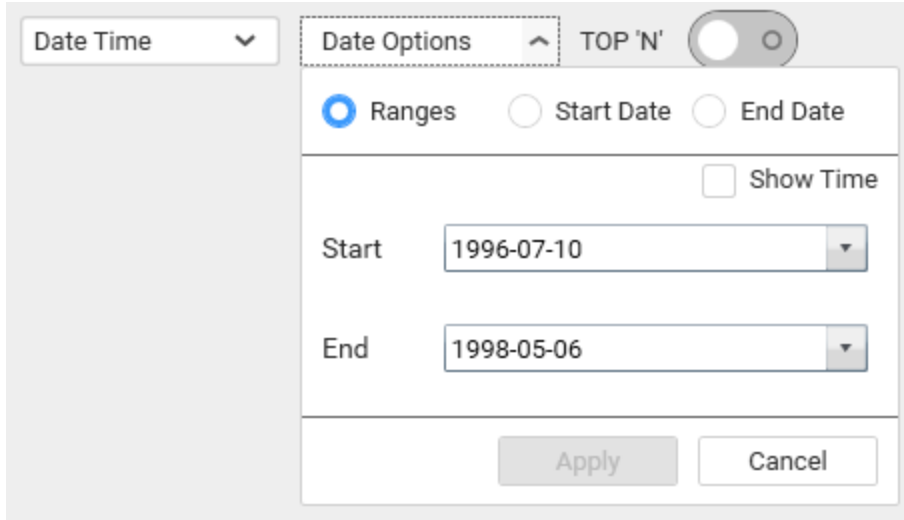 Date Time Date Options TOP 'N'
Ranges Start Date End Date
Show Time
Start 1996-07-10
End 1998-05-06
Apply Cancel